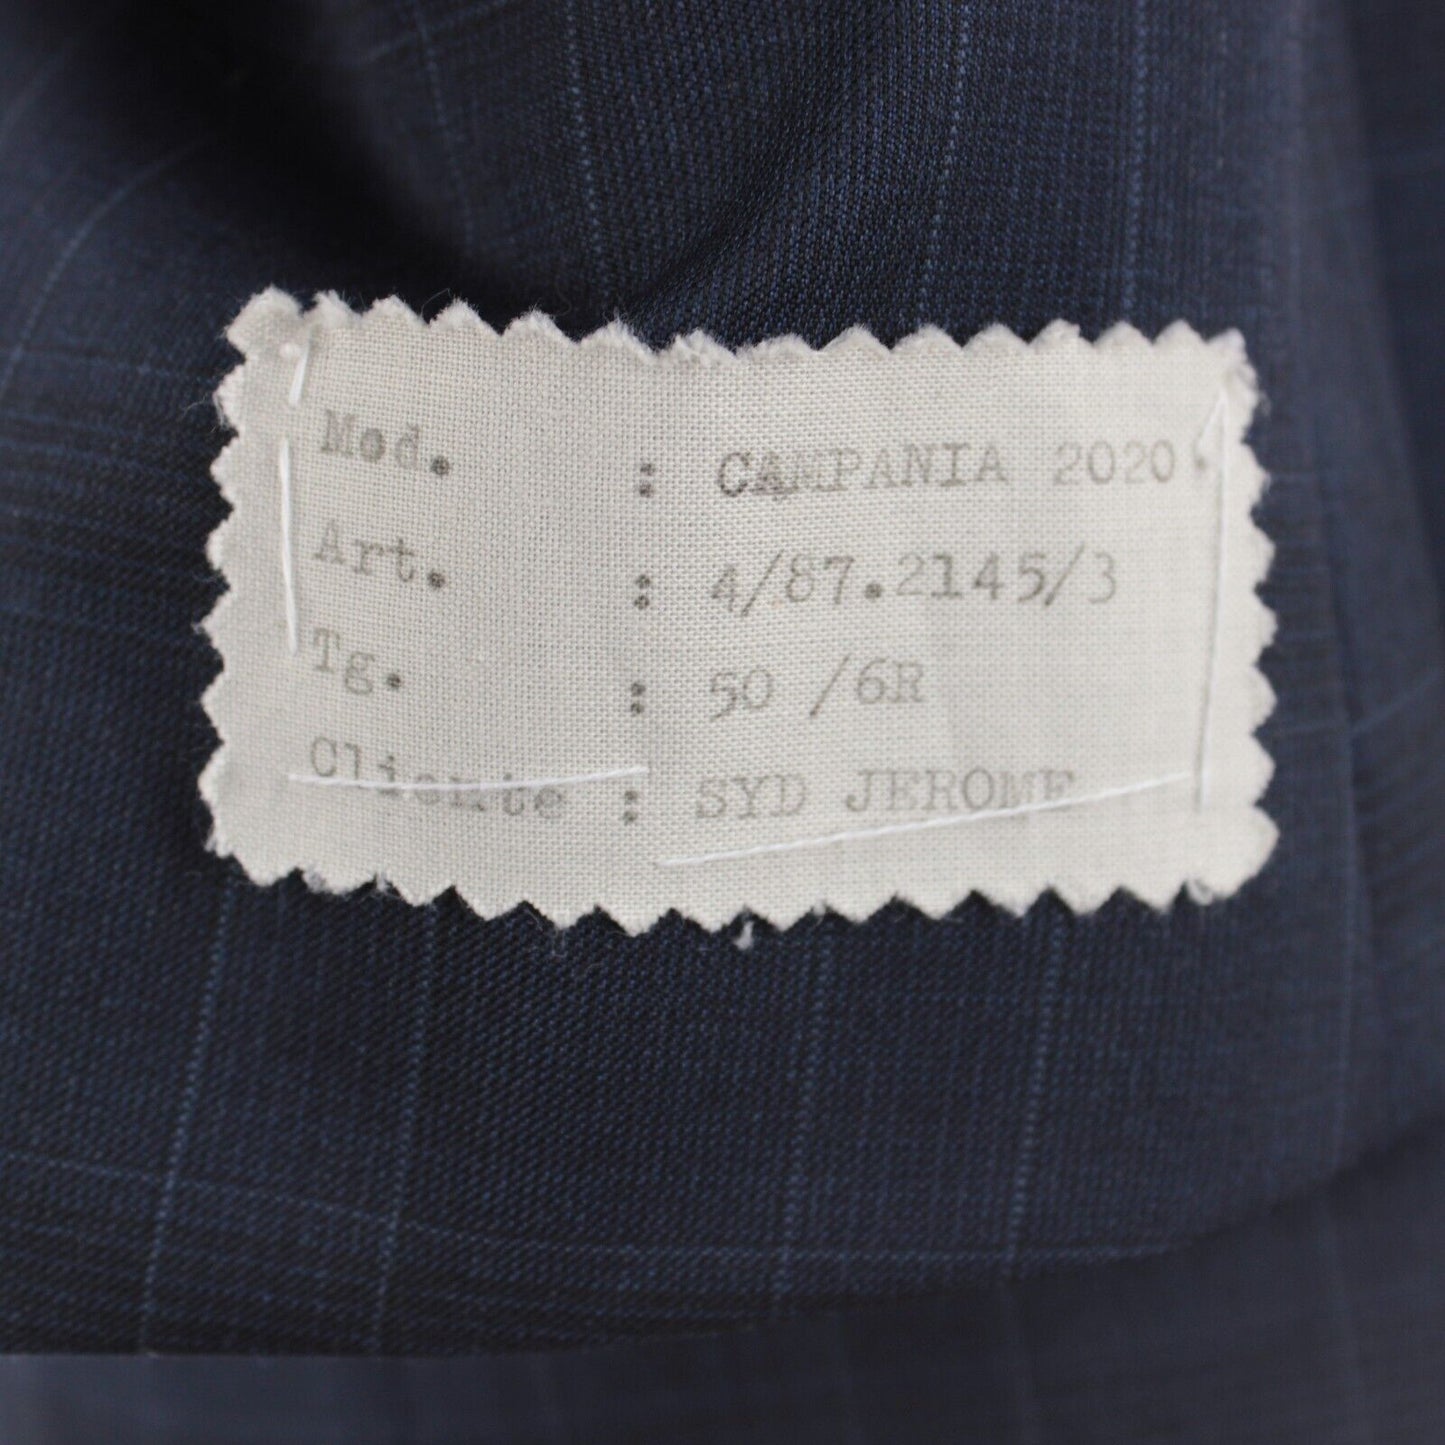 Mod. : CAMPANIA 2020.
Art. : 4/87.2145/3
Tg. : 50 /6R
Cliente : SYD JEROME